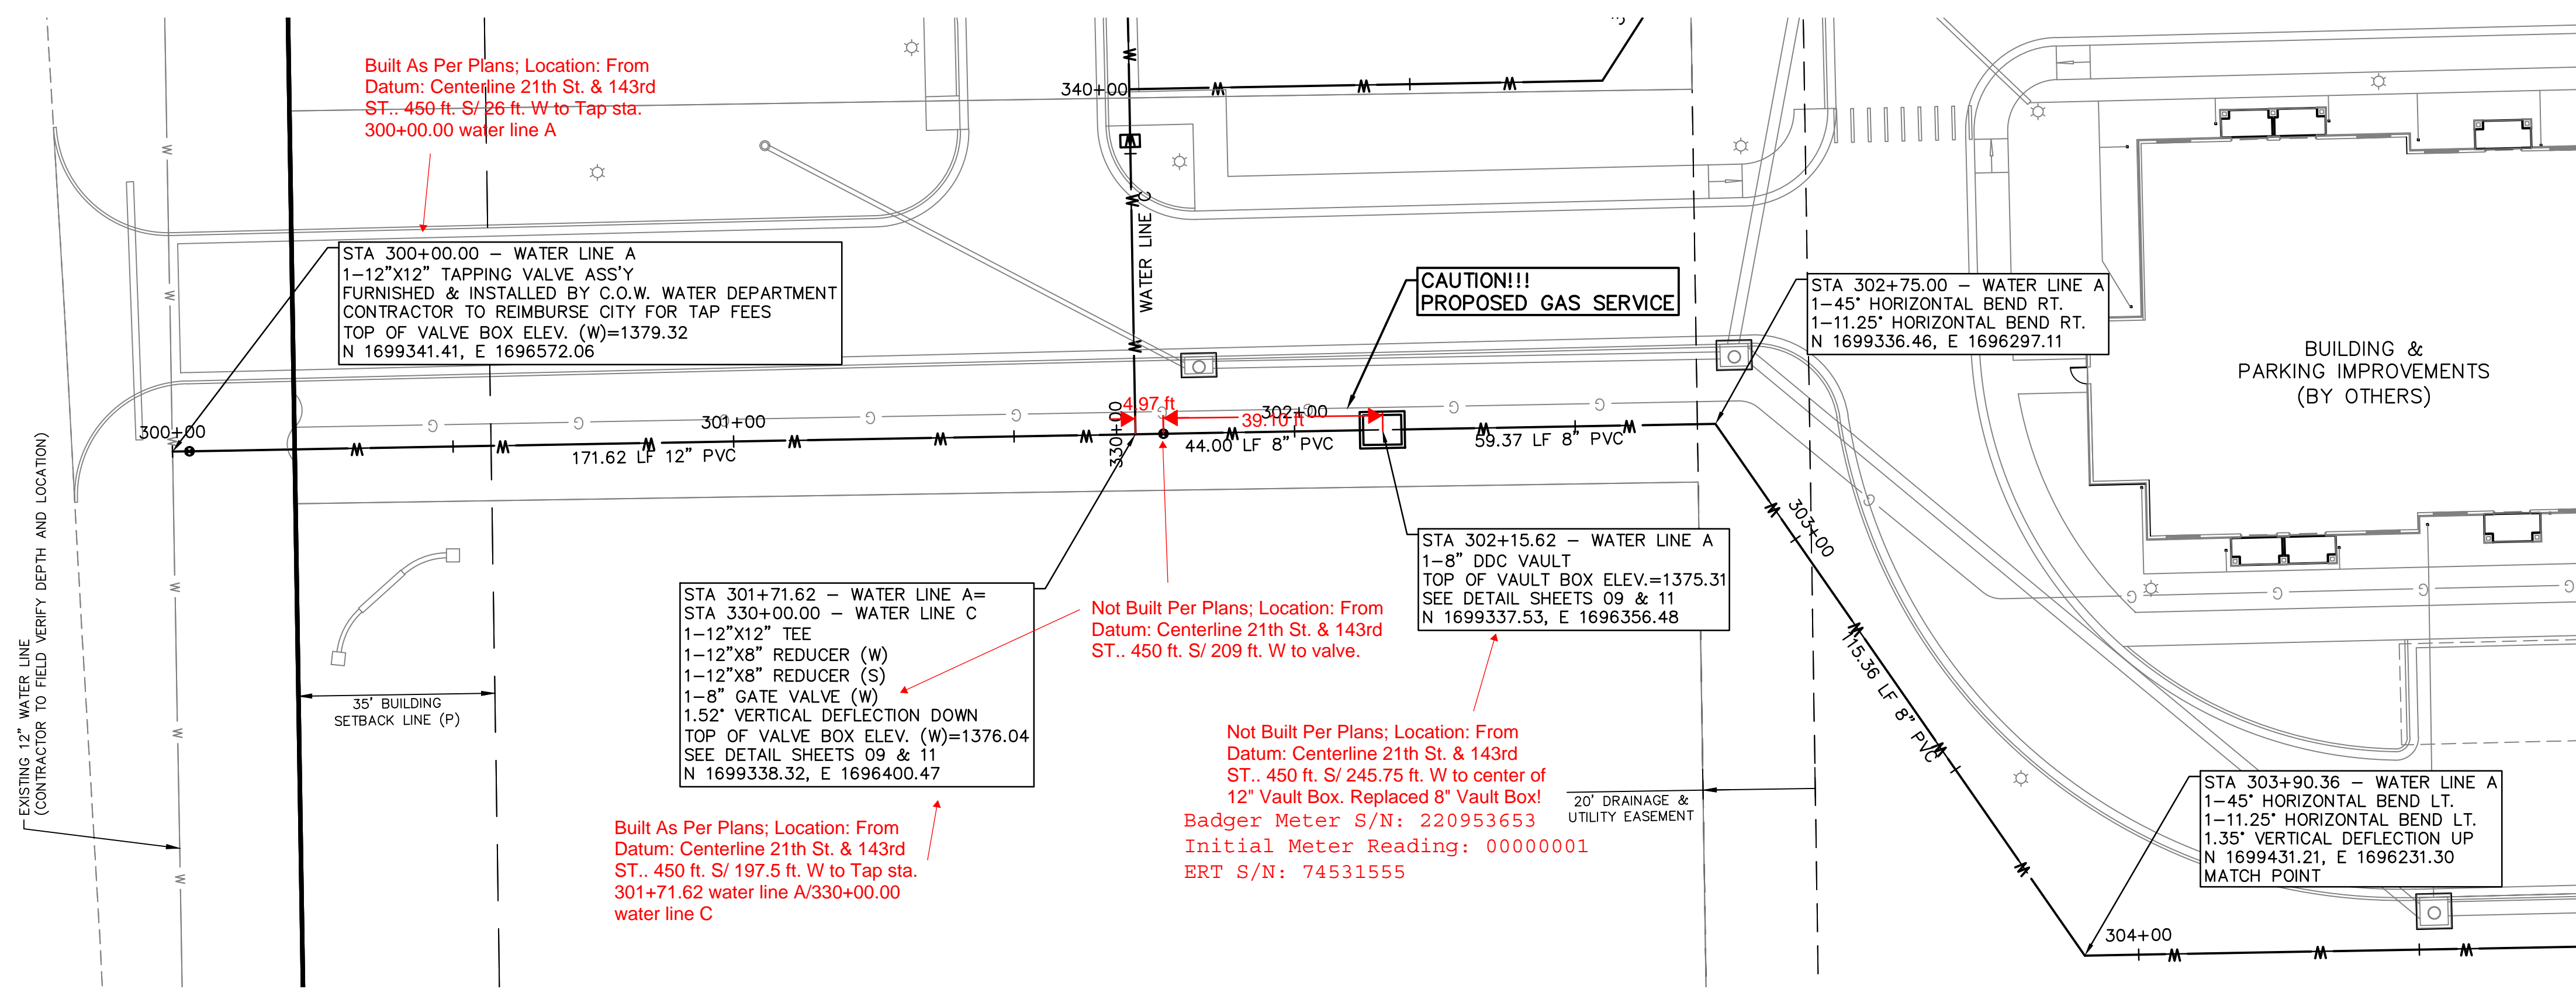 Built As Per Plans; Location: From
Datum: Centerline 21th St. & 143rd
ST.. 450 ft. S/ 26 ft. W to Tap sta.
300+00.00 water line A
340+00
WATER LINE C
STA 300+00.00 – WATER LINE A
1–12”X12” TAPPING VALVE ASS'Y
FURNISHED & INSTALLED BY C.O.W. WATER DEPARTMENT
CONTRACTOR TO REIMBURSE CITY FOR TAP FEES
TOP OF VALVE BOX ELEV. (W)=1379.32
N 1699341.41, E 1696572.06
CAUTION!!!
PROPOSED GAS SERVICE
STA 302+75.00 – WATER LINE A
1–45° HORIZONTAL BEND RT.
1–11.25° HORIZONTAL BEND RT.
N 1699336.46, E 1696297.11
BUILDING &
PARKING IMPROVEMENTS
(BY OTHERS)
300+00
301+00
330+00
4.97 ft
302+00
39.10 ft
171.62 LF 12” PVC
44.00 LF 8” PVC
59.37 LF 8” PVC
303+00
115.36 LF 8” PVC
EXISTING 12” WATER LINE
(CONTRACTOR TO FIELD VERIFY DEPTH AND LOCATION)
STA 302+15.62 – WATER LINE A
1–8” DDC VAULT
TOP OF VAULT BOX ELEV.=1375.31
SEE DETAIL SHEETS 09 & 11
N 1699337.53, E 1696356.48
STA 301+71.62 – WATER LINE A=
STA 330+00.00 – WATER LINE C
1–12”X12” TEE
1–12”X8” REDUCER (W)
1–12”X8” REDUCER (S)
1–8” GATE VALVE (W)
1.52° VERTICAL DEFLECTION DOWN
TOP OF VALVE BOX ELEV. (W)=1376.04
SEE DETAIL SHEETS 09 & 11
N 1699338.32, E 1696400.47
Not Built Per Plans; Location: From
Datum: Centerline 21th St. & 143rd
ST.. 450 ft. S/ 209 ft. W to valve.
35' BUILDING
SETBACK LINE (P)
Not Built Per Plans; Location: From
Datum: Centerline 21th St. & 143rd
ST.. 450 ft. S/ 245.75 ft. W to center of
12" Vault Box. Replaced 8" Vault Box!
Badger Meter S/N: 220953653
Initial Meter Reading: 00000001
ERT S/N: 74531555
20' DRAINAGE &
UTILITY EASEMENT
Built As Per Plans; Location: From
Datum: Centerline 21th St. & 143rd
ST.. 450 ft. S/ 197.5 ft. W to Tap sta.
301+71.62 water line A/330+00.00
water line C
STA 303+90.36 – WATER LINE A
1–45° HORIZONTAL BEND LT.
1–11.25° HORIZONTAL BEND LT.
1.35° VERTICAL DEFLECTION UP
N 1699431.21, E 1696231.30
MATCH POINT
304+00